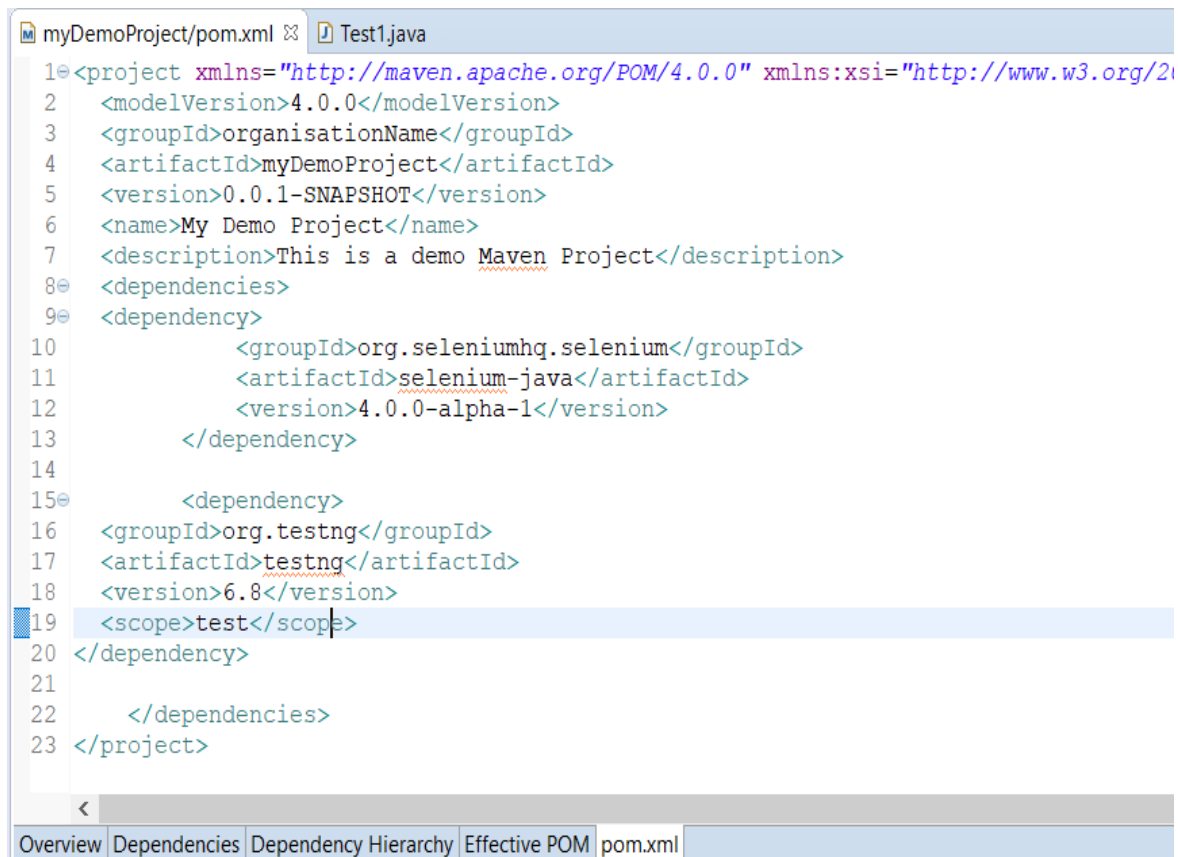 myDemoProject/pom.xml Test1.java
1 <project xmlns="http://maven.apache.org/POM/4.0.0" xmlns:xsi="http://www.w3.org/2
2 <modelVersion>4.0.0</modelVersion>
3 <groupId>organisationName</groupId>
4 <artifactId>myDemoProject</artifactId>
5 <version>0.0.1-SNAPSHOT</version>
6 <name>My Demo Project</name>
7 <description>This is a demo Maven Project</description>
8 <dependencies>
9 <dependency>
10 <groupId>org.seleniumhq.selenium</groupId>
11 <artifactId>selenium-java</artifactId>
12 <version>4.0.0-alpha-1</version>
13 </dependency>
14
15 <dependency>
16 <groupId>org.testng</groupId>
17 <artifactId>testng</artifactId>
18 <version>6.8</version>
19 <scope>test</scope>
20 </dependency>
21
22 </dependencies>
23 </project>
Overview Dependencies Dependency Hierarchy Effective POM pom.xml